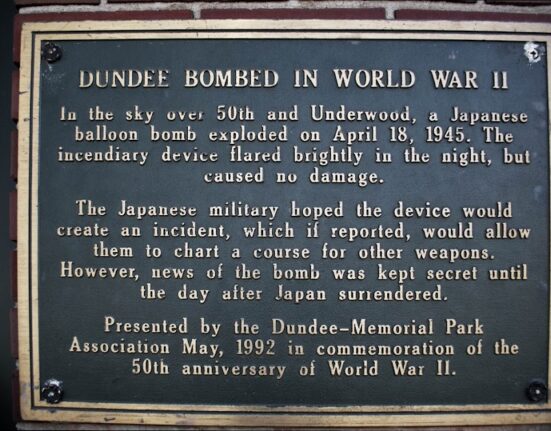 DUNDEE BOMBED IN WORLD WAR II
In the sky over 50th and Underwood, a Japanese
balloon bomb exploded on April 18, 1945. The
incendiary device flared brightly in the night, but
caused no damage.
The Japanese military hoped the device would
create an incident, which if reported, would allow
them to chart a course for other weapons.
However, news of the bomb was kept secret until
the day after Japan surrendered.
Presented by the Dundee-Memorial Park
Association May, 1992 in commemoration of the
50th anniversary of World War II.